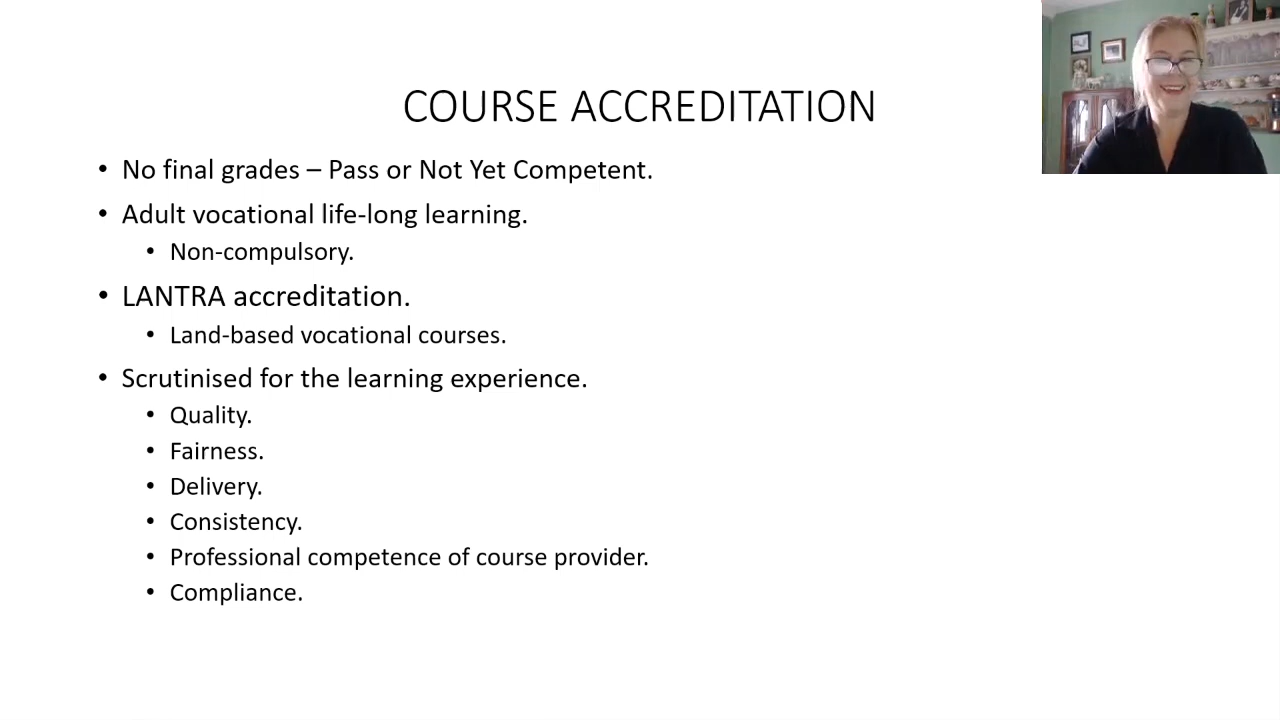 COURSE ACCREDITATION
• No final grades – Pass or Not Yet Competent.
• Adult vocational life-long learning.
• Non-compulsory.
• LANTRA accreditation.
• Land-based vocational courses.
• Scrutinised for the learning experience.
• Quality.
• Fairness.
• Delivery.
• Consistency.
• Professional competence of course provider.
• Compliance.